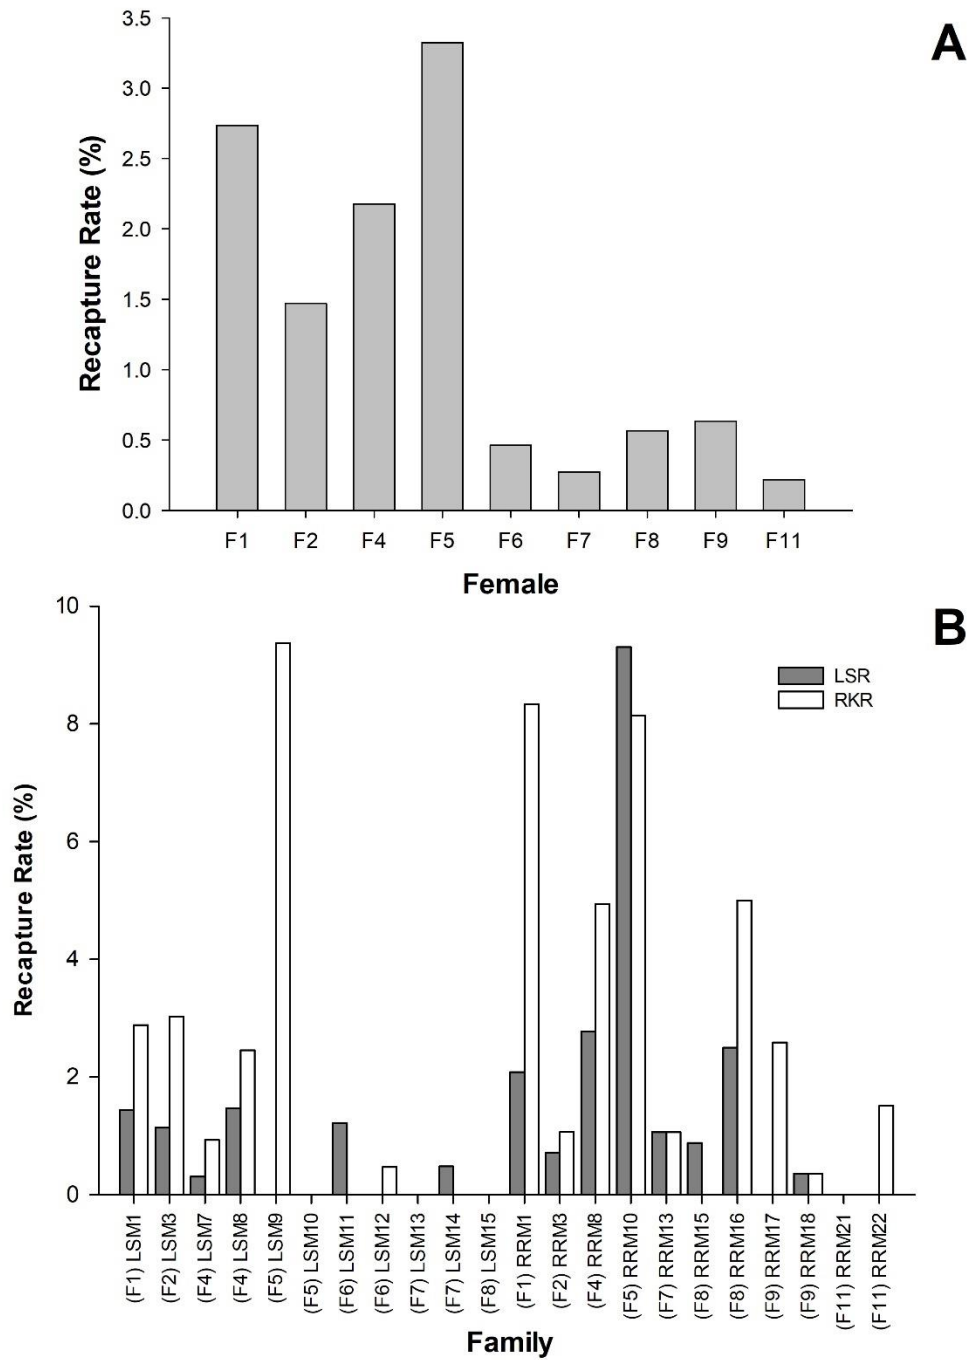 A
Recapture Rate (%)
3.5
3.0
2.5
2.0
1.5
1.0
0.5
0.0
F1 F2 F4 F5 F6 F7 F8 F9 F11
Female
B
Recapture Rate (%)
10
8
6
4
2
0
LSR
RKR
(F1) LSM1
(F2) LSM3
(F4) LSM7
(F4) LSM8
(F5) LSM9
(F5) LSM10
(F6) LSM11
(F6) LSM12
(F7) LSM13
(F7) LSM14
(F8) LSM15
(F1) RRM1
(F2) RRM3
(F4) RRM8
(F5) RRM10
(F7) RRM13
(F8) RRM15
(F8) RRM16
(F9) RRM17
(F9) RRM18
(F11) RRM21
(F11) RRM22
Family